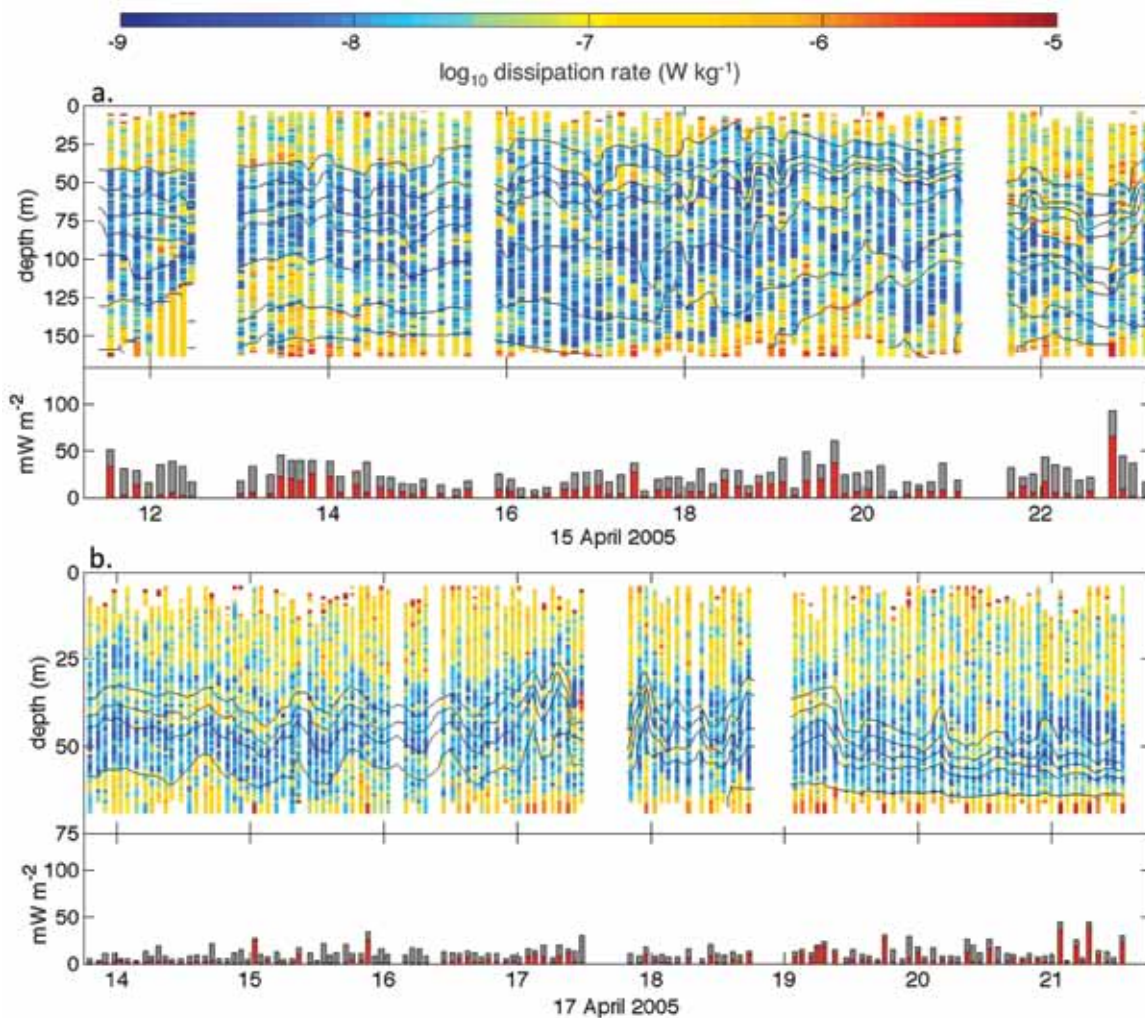 -9 -8 -7 -6 -5
log₁₀ dissipation rate (W kg⁻¹)
a.
0
25
50
75
100
125
150
depth (m)
100
50
0
mW m⁻²
12 14 16 18 20 22
15 April 2005
b.
0
25
50
75
depth (m)
100
50
0
mW m⁻²
14 15 16 17 18 19 20 21
17 April 2005